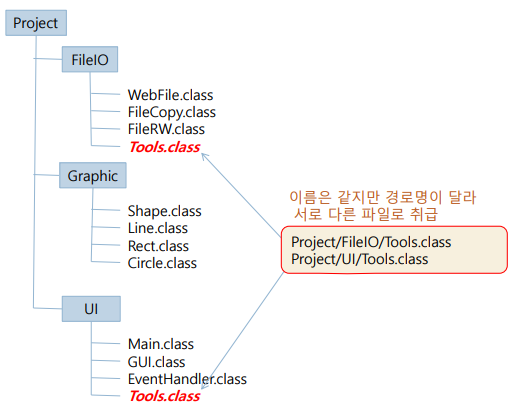 Project
FileIO
WebFile.class
FileCopy.class
FileRW.class
Tools.class
Graphic
Shape.class
Line.class
Rect.class
Circle.class
UI
Main.class
GUI.class
EventHandler.class
Tools.class
이름은 같지만 경로명이 달라
서로 다른 파일로 취급
Project/FileIO/Tools.class
Project/UI/Tools.class